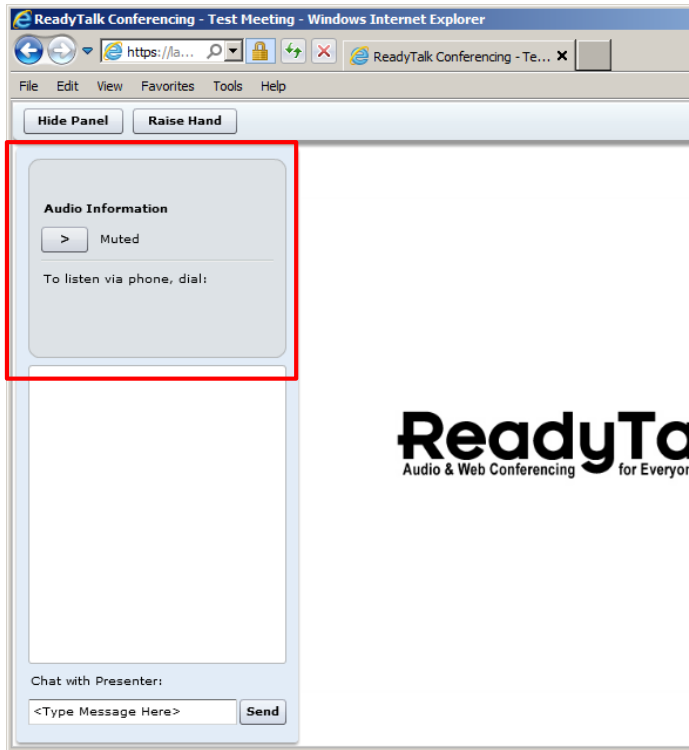 ReadyTalk Conferencing - Test Meeting - Windows Internet Explorer
https://la... ReadyTalk Conferencing - Te...
File Edit View Favorites Tools Help
Hide Panel Raise Hand
Audio Information
> Muted
To listen via phone, dial:
ReadyTa
Audio & Web Conferencing for Everyon
Chat with Presenter:
<Type Message Here> Send